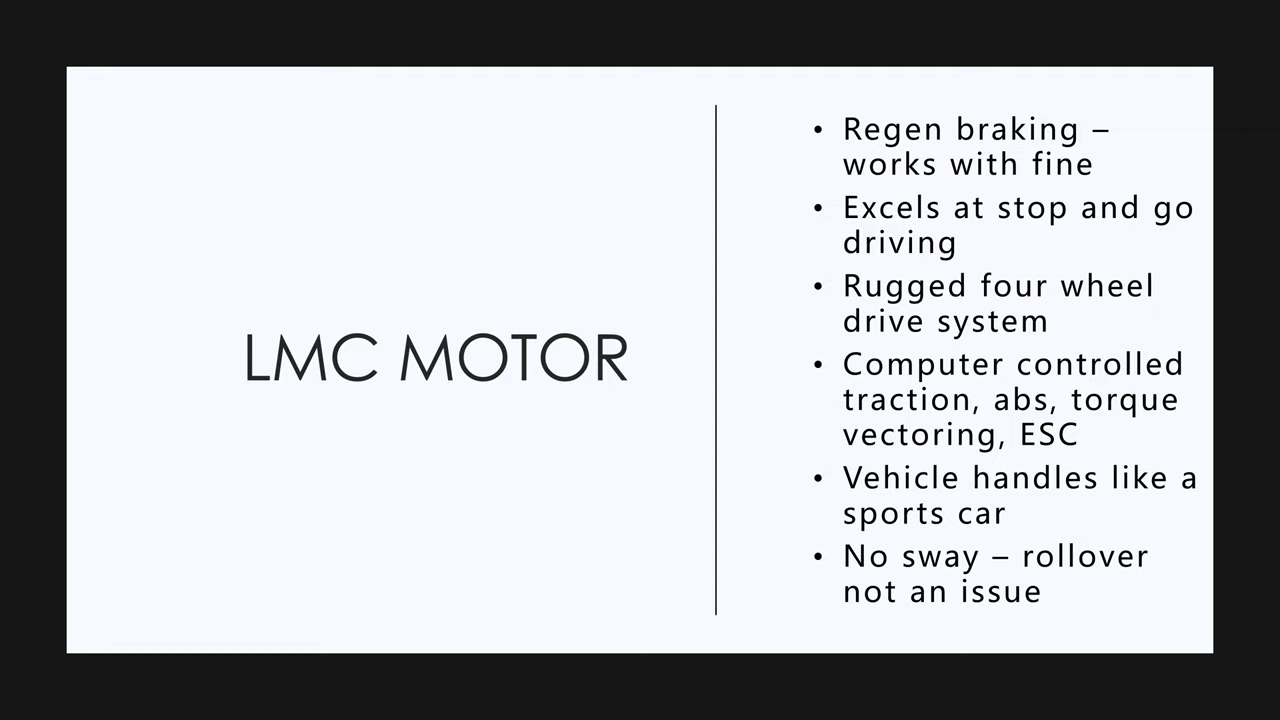 LMC MOTOR
• Regen braking –
works with fine
• Excels at stop and go
driving
• Rugged four wheel
drive system
• Computer controlled
traction, abs, torque
vectoring, ESC
• Vehicle handles like a
sports car
• No sway – rollover
not an issue